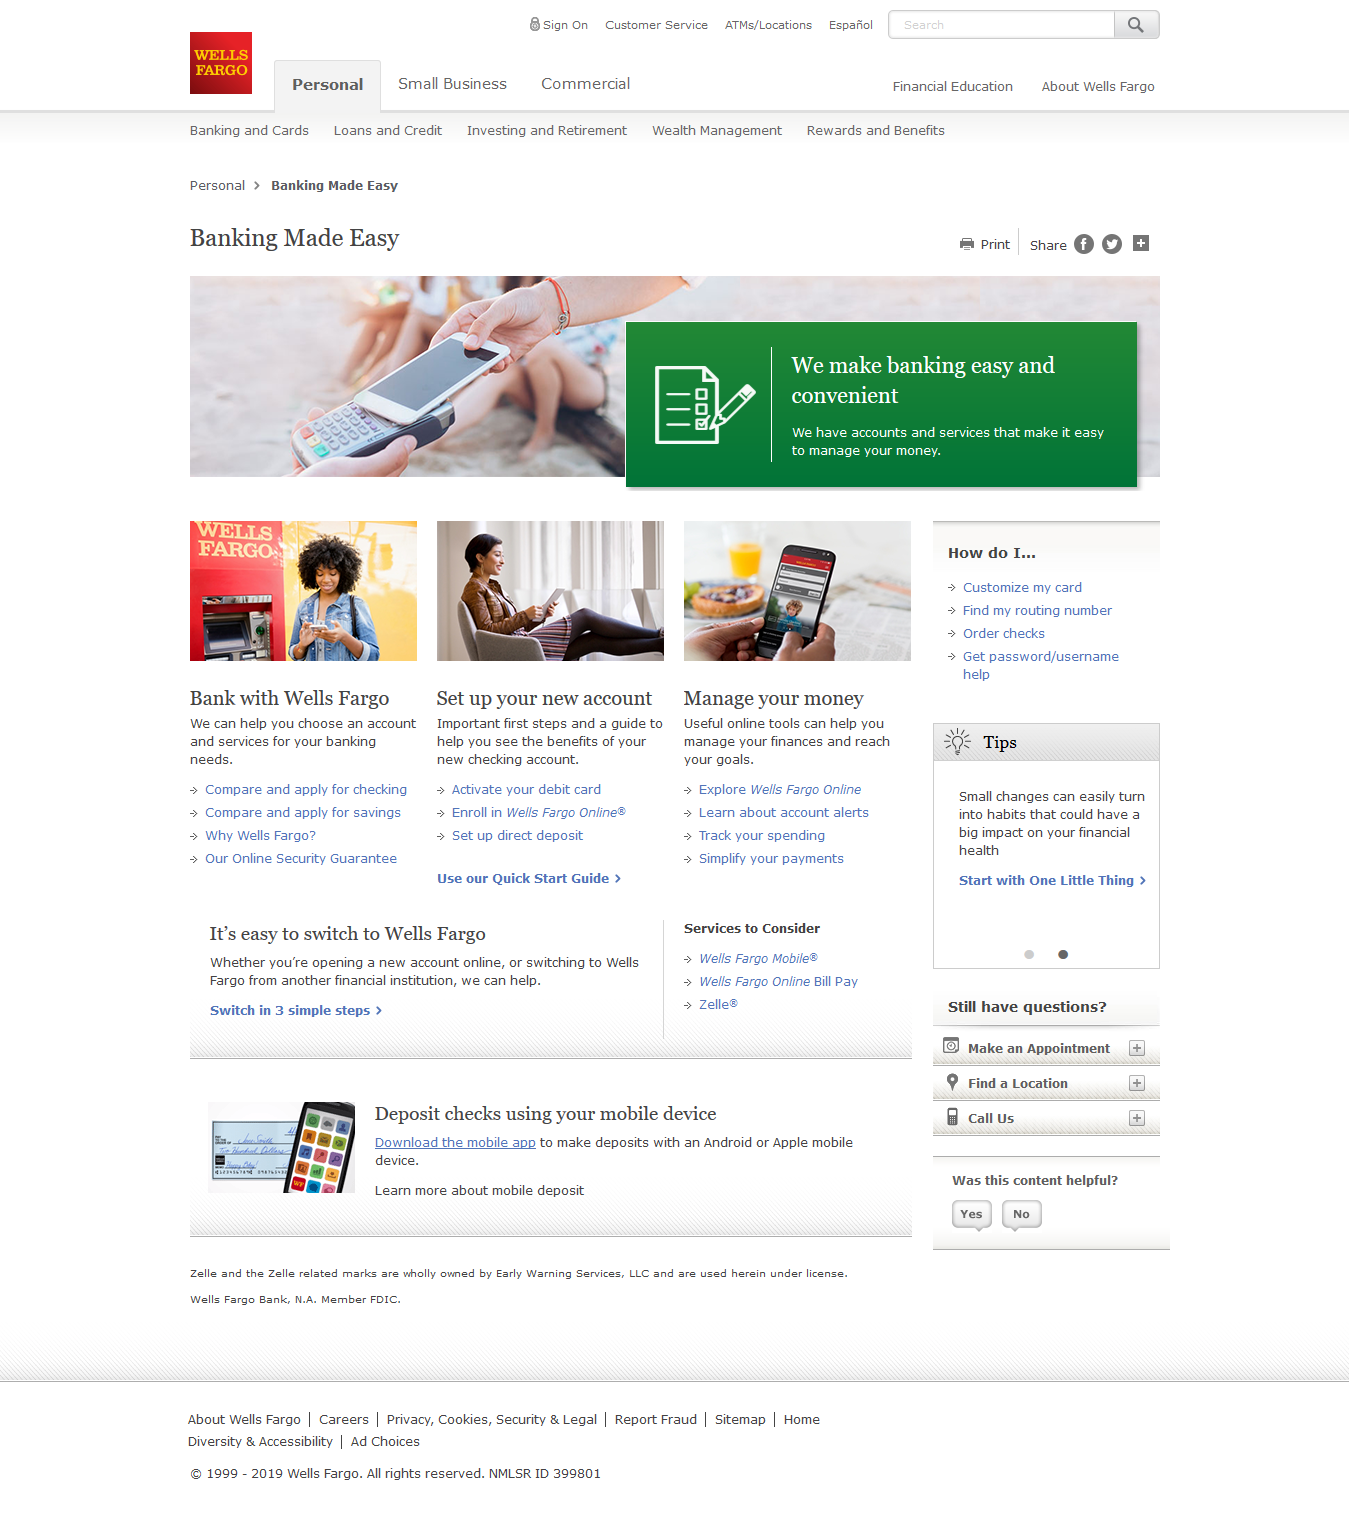 Sign On Customer Service ATMs/Locations Español Search
WELLS
FARGO
Personal Small Business Commercial Financial Education About Wells Fargo
Banking and Cards Loans and Credit Investing and Retirement Wealth Management Rewards and Benefits
Personal Banking Made Easy
Banking Made Easy
Print Share
We make banking easy and
convenient
We have accounts and services that make it easy
to manage your money.
WELLS
FARGO
Bank with Wells Fargo
We can help you choose an account
and services for your banking
needs.
Compare and apply for checking
Compare and apply for savings
Why Wells Fargo?
Our Online Security Guarantee
Set up your new account
Important first steps and a guide to
help you see the benefits of your
new checking account.
Activate your debit card
Enroll in Wells Fargo Online®
Set up direct deposit
Use our Quick Start Guide
Manage your money
Useful online tools can help you
manage your finances and reach
your goals.
Explore Wells Fargo Online
Learn about account alerts
Track your spending
Simplify your payments
How do I...
Customize my card
Find my routing number
Order checks
Get password/username
help
Tips
Small changes can easily turn
into habits that could have a
big impact on your financial
health
Start with One Little Thing
It’s easy to switch to Wells Fargo
Whether you’re opening a new account online, or switching to Wells
Fargo from another financial institution, we can help.
Switch in 3 simple steps
Services to Consider
Wells Fargo Mobile®
Wells Fargo Online Bill Pay
Zelle®
Still have questions?
Make an Appointment
Find a Location
Call Us
Was this content helpful?
Yes No
Deposit checks using your mobile device
Download the mobile app to make deposits with an Android or Apple mobile
device.
Learn more about mobile deposit
Zelle and the Zelle related marks are wholly owned by Early Warning Services, LLC and are used herein under license.
Wells Fargo Bank, N.A. Member FDIC.
About Wells Fargo Careers Privacy, Cookies, Security & Legal Report Fraud Sitemap Home
Diversity & Accessibility Ad Choices
© 1999 - 2019 Wells Fargo. All rights reserved. NMLSR ID 399801